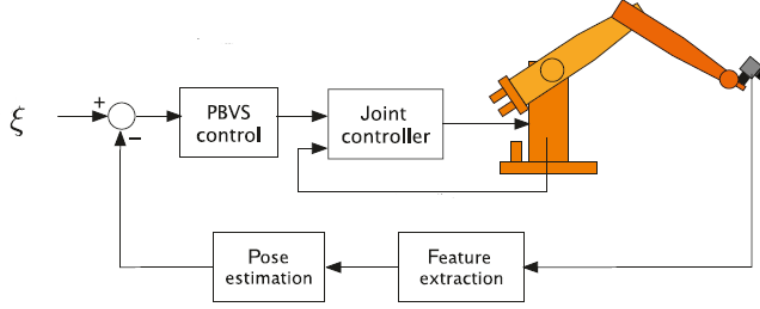 ξ
+
−
PBVS
control
Joint
controller
Pose
estimation
Feature
extraction